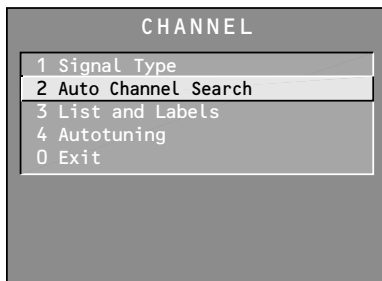 CHANNEL
1 Signal Type
2 Auto Channel Search
3 List and Labels
4 Autotuning
0 Exit